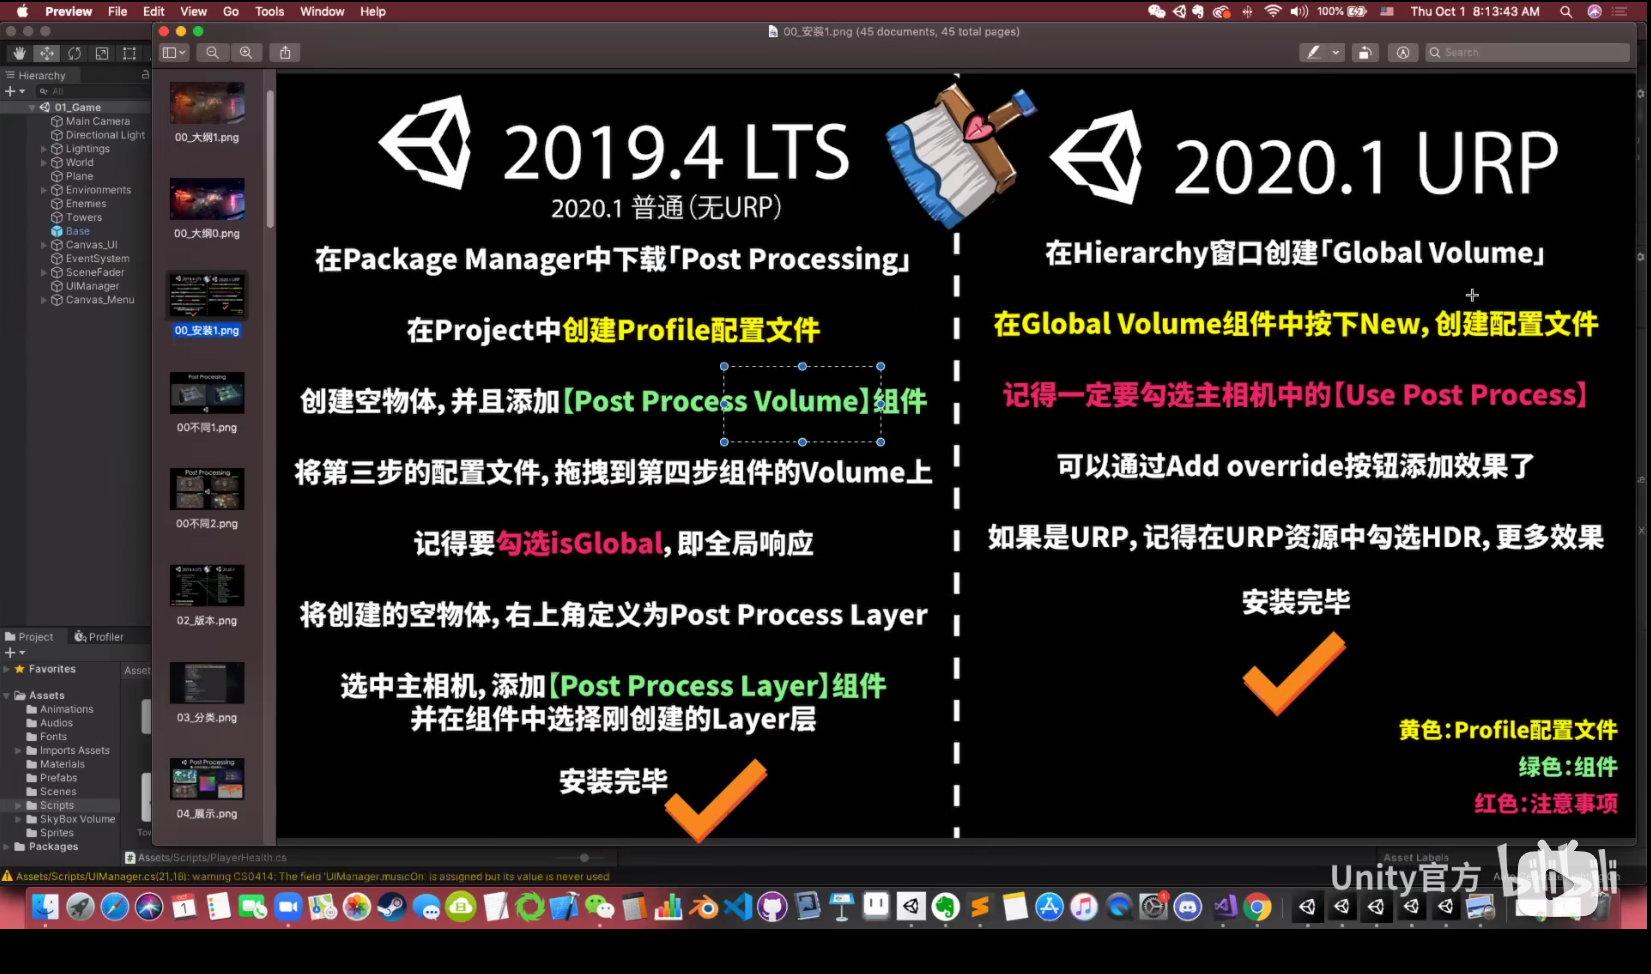 Preview File Edit View Go Tools Window Help
100% Thu Oct 1 8:13:43 AM
00_安装1.png (45 documents, 45 total pages)
Search
Hierarchy
All
01_Game
Main Camera
Directional Light
Lightings
World
Plane
Environments
Enemies
Towers
Base
Canvas_UI
EventSystem
SceneFader
UIManager
Canvas_Menu
Project Profiler
Favorites
Assets
Animations
Audios
Fonts
Imports Assets
Materials
Prefabs
Scenes
Scripts
SkyBox Volume
Sprites
Packages
Asset
Tov
00_大纲1.png
00_大纲0.png
00_安装1.png
00不同1.png
00不同2.png
02_版本.png
03_分类.png
04_展示.png
2019.4 LTS
2020.1 普通(无URP)
在Package Manager中下载「Post Processing」
在Project中创建Profile配置文件
创建空物体, 并且添加【Post Process Volume】组件
将第三步的配置文件, 拖拽到第四步组件的Volume上
记得要勾选isGlobal, 即全局响应
将创建的空物体, 右上角定义为Post Process Layer
选中主相机, 添加【Post Process Layer】组件
并在组件中选择刚创建的Layer层
安装完毕
2020.1 URP
在Hierarchy窗口创建「Global Volume」
在Global Volume组件中按下New, 创建配置文件
记得一定要勾选主相机中的【Use Post Process】
可以通过Add override按钮添加效果了
如果是URP, 记得在URP资源中勾选HDR, 更多效果
安装完毕
黄色：Profile配置文件
绿色：组件
红色：注意事项
Assets/Scripts/PlayerHealth.cs
Asset Labels
Assets/Scripts/UIManager.cs(21,18): warning CS0414: The field 'UIManager.musicOn' is assigned but its value is never used
Unity官方
bilibili